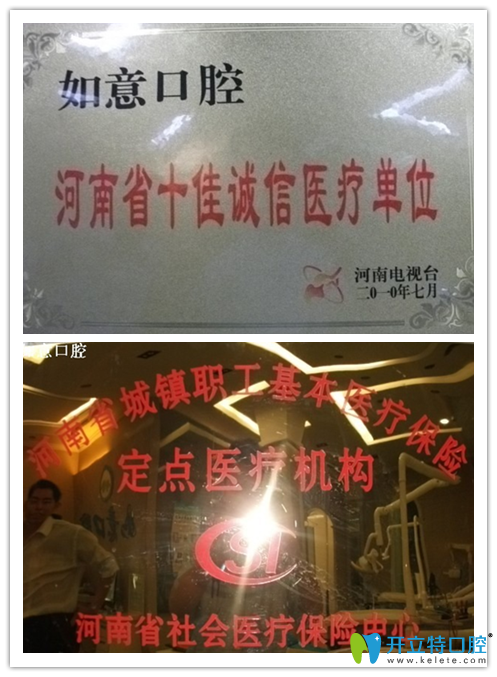 如意口腔
河南省十佳诚信医疗单位
河南电视台
二〇一〇年七月
意口腔
河南省城镇职工基本医疗保险
定点医疗机构
SI
河南省社会医疗保险中心
开立特口腔®
www.kelete.com